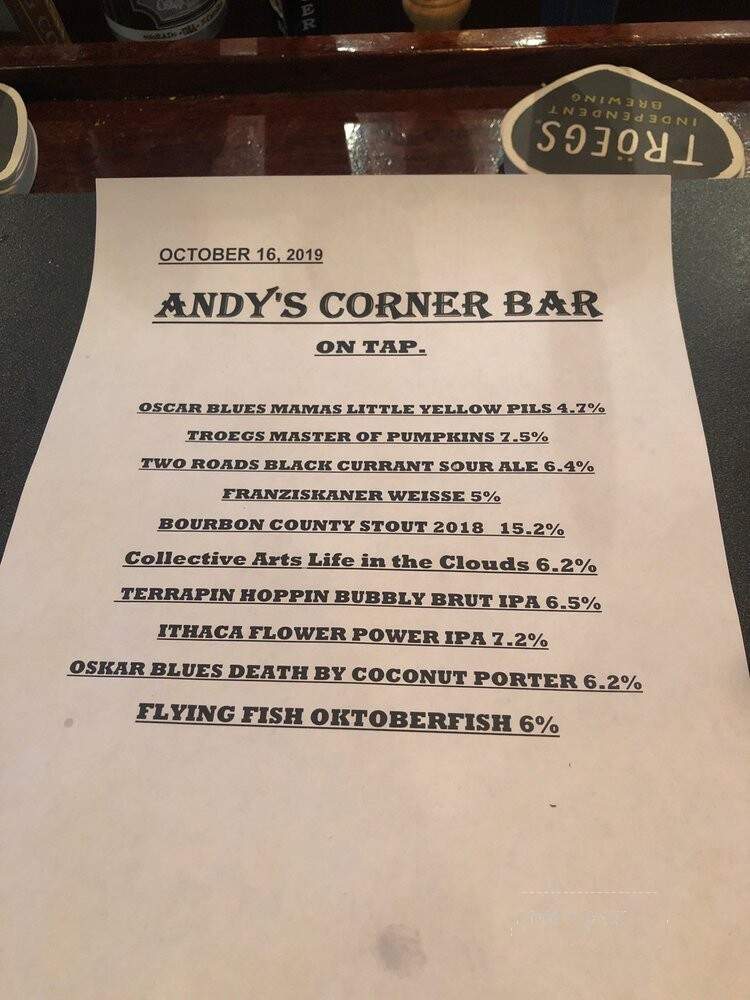 TRÖEGS
INDEPENDENT
BREWING
OCTOBER 16, 2019
ANDY'S CORNER BAR
ON TAP.
OSCAR BLUES MAMAS LITTLE YELLOW PILS 4.7%
TROEGS MASTER OF PUMPKINS 7.5%
TWO ROADS BLACK CURRANT SOUR ALE 6.4%
FRANZISKANER WEISSE 5%
BOURBON COUNTY STOUT 2018 15.2%
Collective Arts Life in the Clouds 6.2%
TERRAPIN HOPPIN BUBBLY BRUT IPA 6.5%
ITHACA FLOWER POWER IPA 7.2%
OSKAR BLUES DEATH BY COCONUT PORTER 6.2%
FLYING FISH OKTOBERFISH 6%